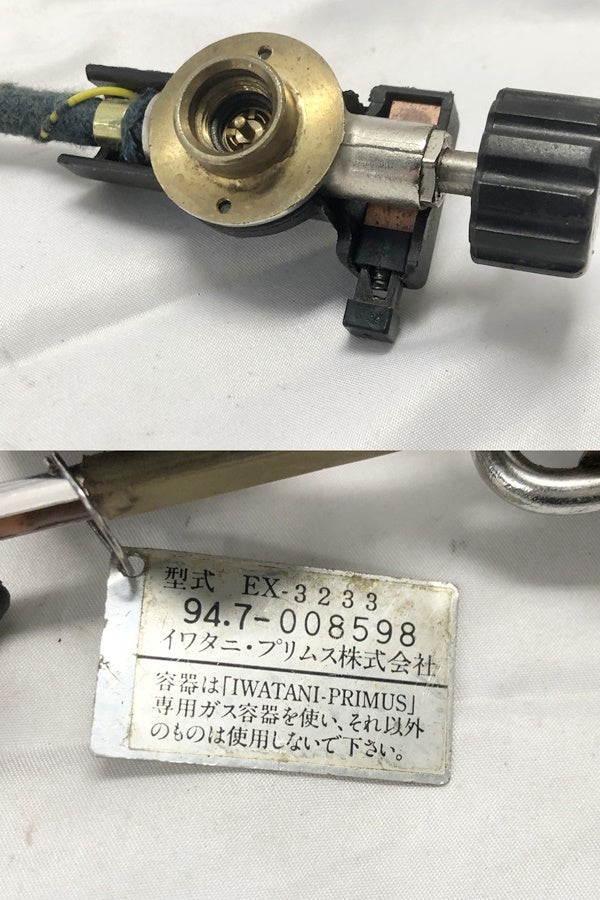 型式 EX-3233
94.7-008598
イワタニ・プリムス株式会社
容器は「IWATANI-PRIMUS」
専用ガス容器を使い、それ以外
のものは使用しないで下さい。